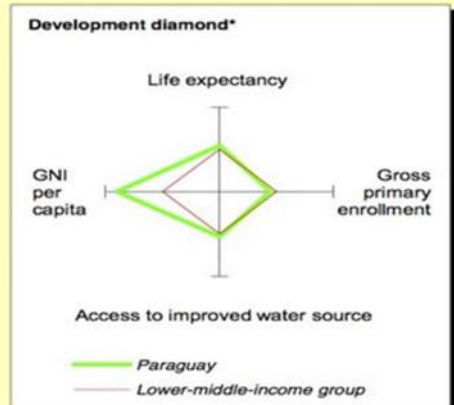 Development diamond*
Life expectancy
GNI
per
capita
Gross
primary
enrollment
Access to improved water source
Paraguay
Lower-middle-income group